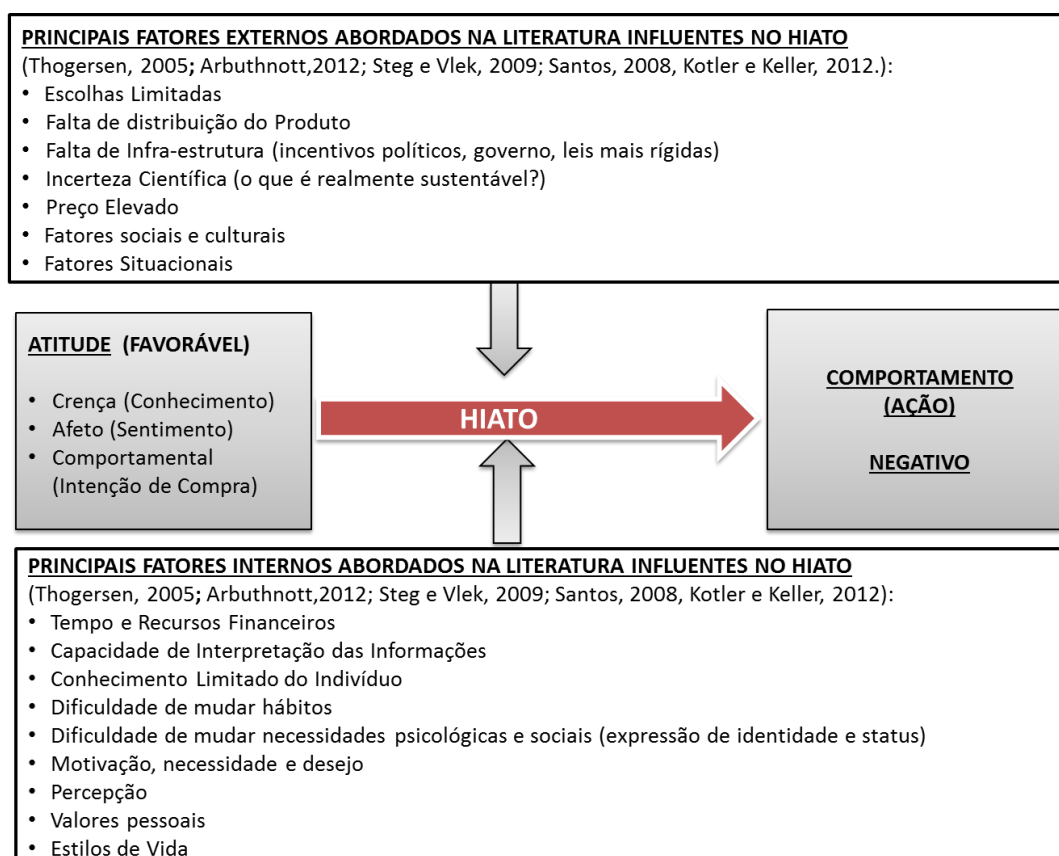 PRINCIPAIS FATORES EXTERNOS ABORDADOS NA LITERATURA INFLUENTES NO HIATO
(Thogersen, 2005; Arbuthnott,2012; Steg e Vlek, 2009; Santos, 2008, Kotler e Keller, 2012.):
• Escolhas Limitadas
• Falta de distribuição do Produto
• Falta de Infra-estrutura (incentivos políticos, governo, leis mais rígidas)
• Incerteza Científica (o que é realmente sustentável?)
• Preço Elevado
• Fatores sociais e culturais
• Fatores Situacionais
ATITUDE (FAVORÁVEL)
• Crença (Conhecimento)
• Afeto (Sentimento)
• Comportamental
(Intenção de Compra)
HIATO
COMPORTAMENTO
(AÇÃO)
NEGATIVO
PRINCIPAIS FATORES INTERNOS ABORDADOS NA LITERATURA INFLUENTES NO HIATO
(Thogersen, 2005; Arbuthnott,2012; Steg e Vlek, 2009; Santos, 2008, Kotler e Keller, 2012):
• Tempo e Recursos Financeiros
• Capacidade de Interpretação das Informações
• Conhecimento Limitado do Indivíduo
• Dificuldade de mudar hábitos
• Dificuldade de mudar necessidades psicológicas e sociais (expressão de identidade e status)
• Motivação, necessidade e desejo
• Percepção
• Valores pessoais
• Estilos de Vida